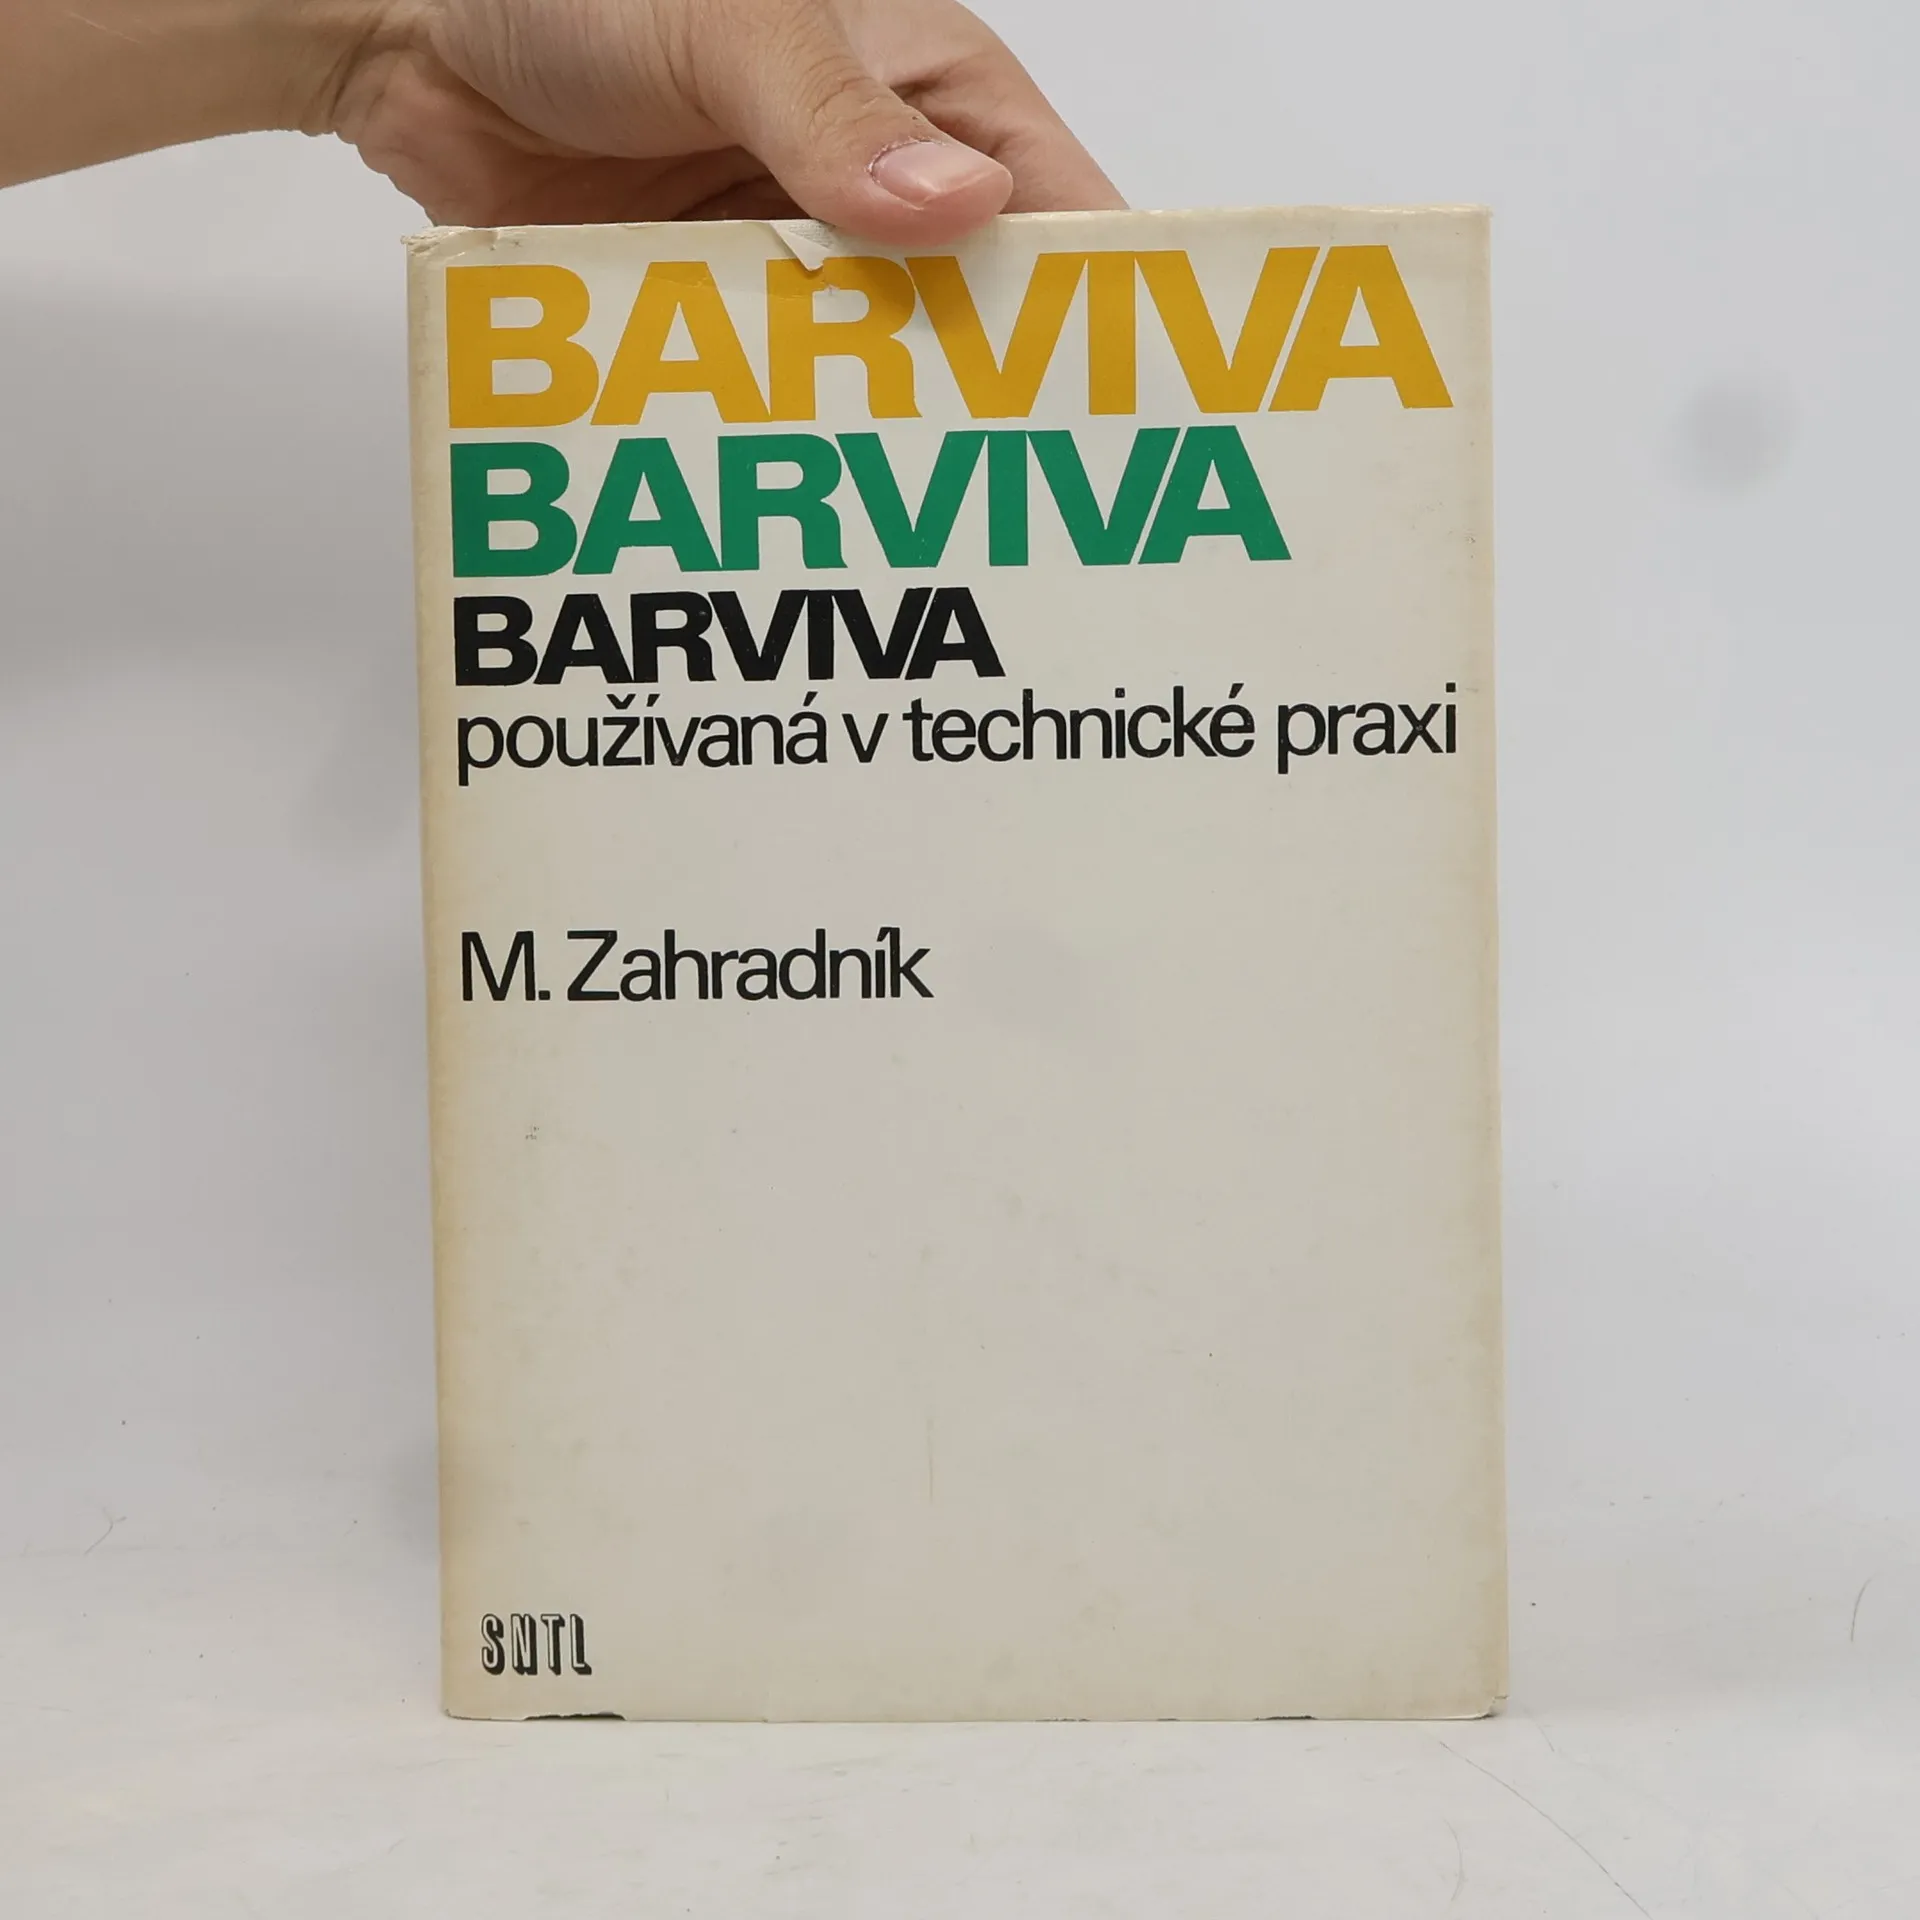 BARVIVA
BARVIVA
BARVIVA
používaná v technické praxi
M. Zahradník
SNTL